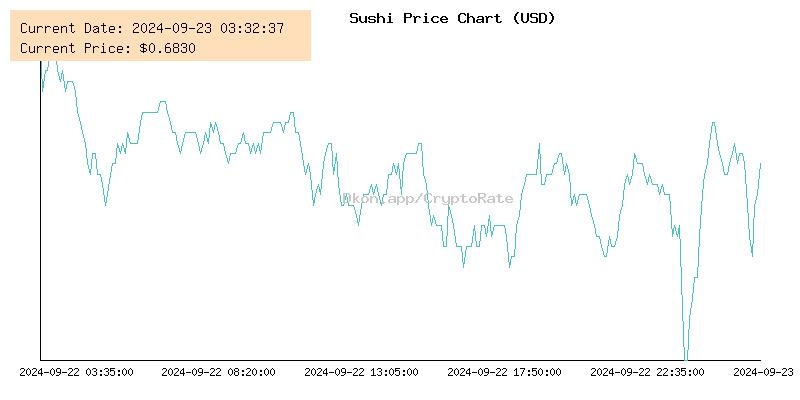 Sushi Price Chart (USD)
Current Date: 2024-09-23 03:32:37
Current Price: $0.6830
Okon.app/CryptoRate
2024-09-22 03:35:00 2024-09-22 08:20:00 2024-09-22 13:05:00 2024-09-22 17:50:00 2024-09-22 22:35:00 2024-09-23